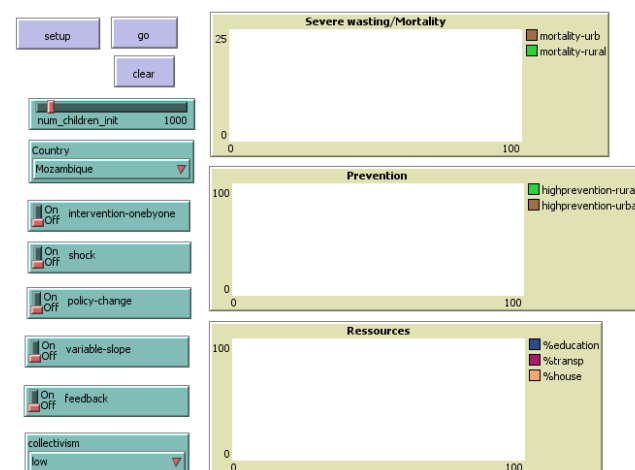 setup
go
clear
num_children_init 1000
Country
Mozambique
On
Off
intervention-onebyone
On
Off
shock
On
Off
policy-change
On
Off
variable-slope
On
Off
feedback
collectivism
low
Severe wasting/Mortality
25
0
0 100
mortality-urb
mortality-rural
Prevention
100
0
0 100
highprevention-rura
highprevention-urba
Ressources
100
0
0 100
%education
%transp
%house